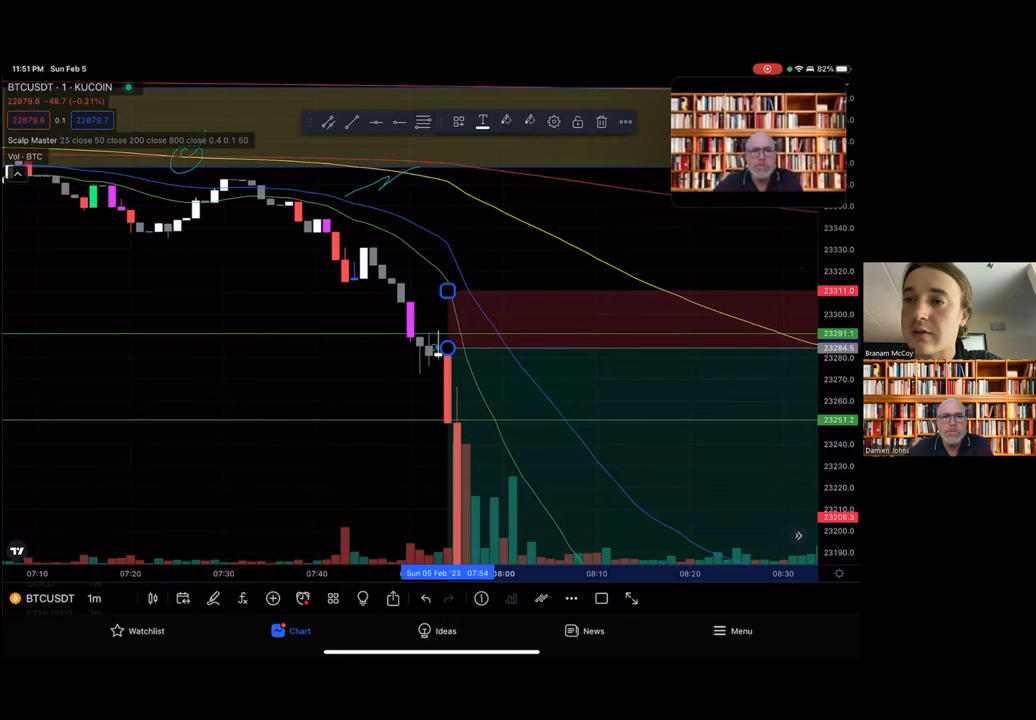 11:51 PM Sun Feb 5
82%
BTCUSDT · 1 · KUCOIN
22879.6 −48.7 (−0.21%)
22879.6 0.1 22879.7
Scalp Master 25 close 50 close 200 close 800 close 0.4 0.1 50
Vol · BTC
T
23340.0
23320.0
23311.0
23300.0
23291.1
23284.5
23280.0
23270.0
23260.0
23251.2
23240.0
23230.0
23220.0
23206.3
23200.0
23190.0
07:10 07:20 07:30 07:40 Sun 05 Feb '23 07:54 08:00 08:10 08:20 08:30
BTCUSDT 1m
Watchlist Chart Ideas News Menu
Branam McCoy
Damien Johns